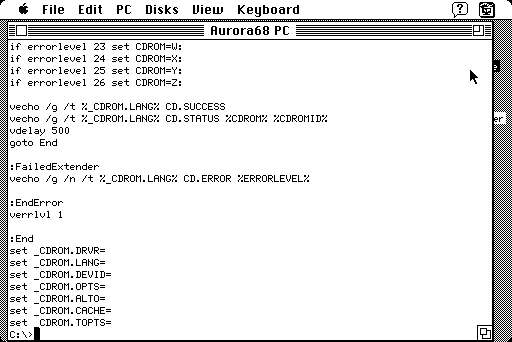 File Edit PC Disks View Keyboard
Aurora68 PC
if errorlevel 23 set CDROM=W:
if errorlevel 24 set CDROM=X:
if errorlevel 25 set CDROM=Y:
if errorlevel 26 set CDROM=Z:
vecho /g /t %_CDROM.LANG% CD.SUCCESS
vecho /g /t %_CDROM.LANG% CD.STATUS %CDROM% %CDROMID%
vdelay 500
goto End
:FailedExtender
vecho /g /n /t %_CDROM.LANG% CD.ERROR %ERRORLEVEL%
:EndError
verrlvl 1
:End
set _CDROM.DRVR=
set _CDROM.LANG=
set _CDROM.DEVID=
set _CDROM.OPTS=
set _CDROM.ALTO=
set _CDROM.CACHE=
set _CDROM.TOPTS=
C:\>